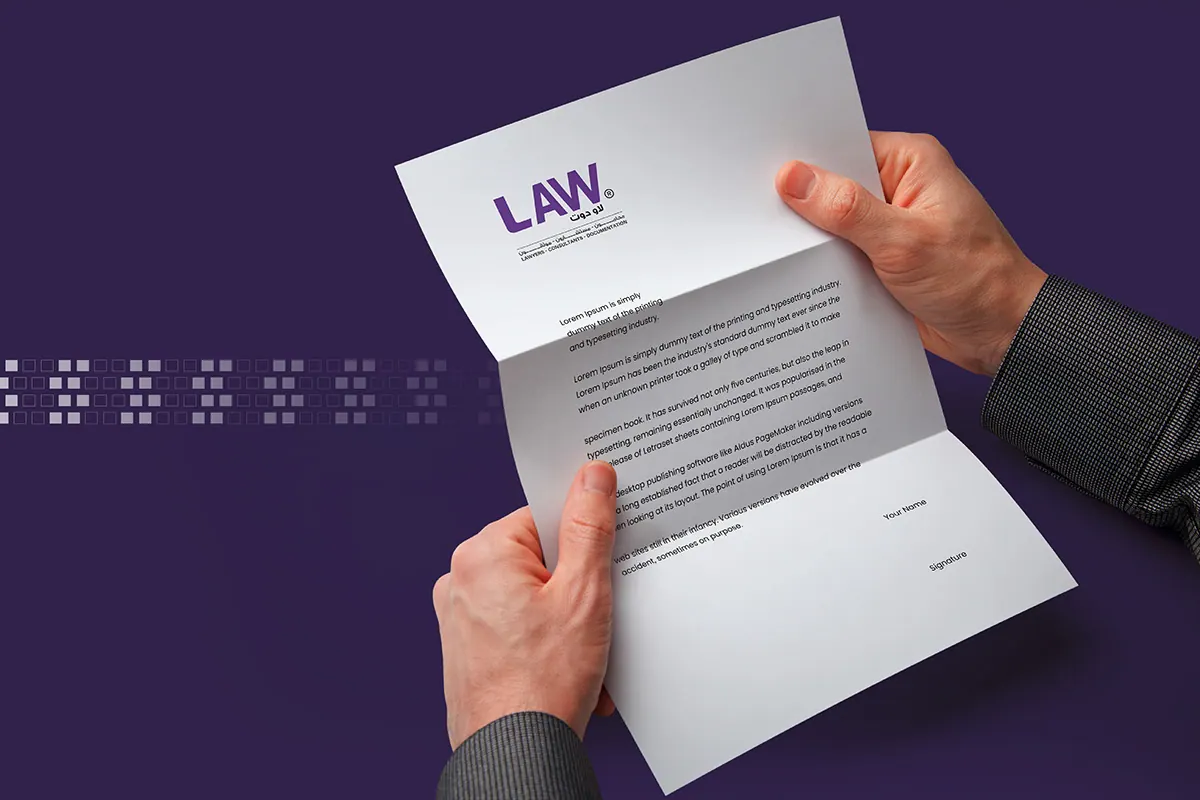 LAW®
لاو دوت
محامـــون - مستشـــارون - موثقـــون
LAWYERS - CONSULTANTS - DOCUMENTATION
Lorem Ipsum is simply
dummy text of the printing
and typesetting industry.
Lorem Ipsum is simply dummy text of the printing and typesetting industry.
Lorem Ipsum has been the industry's standard dummy text ever since the
when an unknown printer took a galley of type and scrambled it to make
specimen book. It has survived not only five centuries, but also the leap in
typesetting, remaining essentially unchanged. It was popularised in the
release of Letraset sheets containing Lorem Ipsum passages, and
desktop publishing software like Aldus PageMaker including versions
a long established fact that a reader will be distracted by the readable
en looking at its layout. The point of using Lorem Ipsum is that it has a
web sites still in their infancy. Various versions have evolved over the
accident, sometimes on purpose.
Your Name
Signature